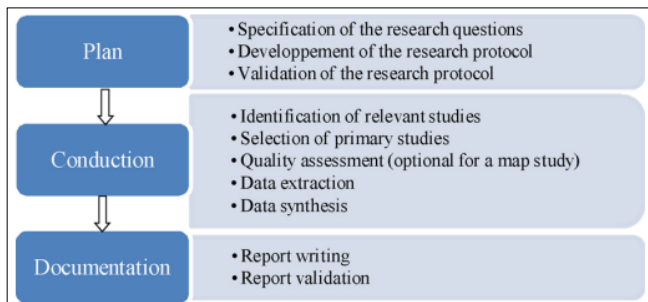 Plan
• Specification of the research questions
• Developpement of the research protocol
• Validation of the research protocol
Conduction
• Identification of relevant studies
• Selection of primary studies
• Quality assessment (optional for a map study)
• Data extraction
• Data synthesis
Documentation
• Report writing
• Report validation